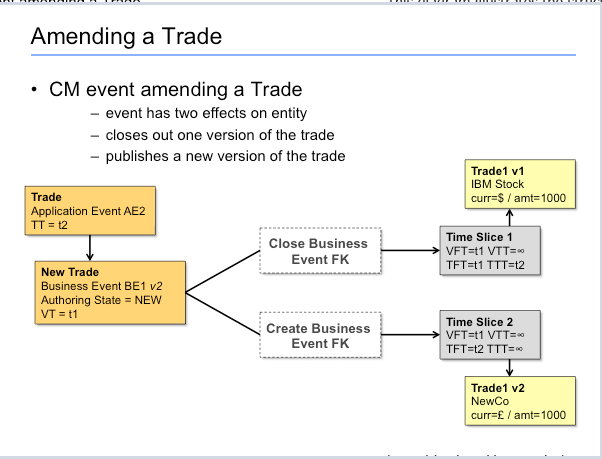 Amending a Trade
• CM event amending a Trade
– event has two effects on entity
– closes out one version of the trade
– publishes a new version of the trade
Trade
Application Event AE2
TT = t2
New Trade
Business Event BE1 v2
Authoring State = NEW
VT = t1
Close Business
Event FK
Create Business
Event FK
Trade1 v1
IBM Stock
curr=$ / amt=1000
Time Slice 1
VFT=t1 VTT=∞
TFT=t1 TTT=t2
Time Slice 2
VFT=t1 VTT=∞
TFT=t2 TTT=∞
Trade1 v2
NewCo
curr=£ / amt=1000